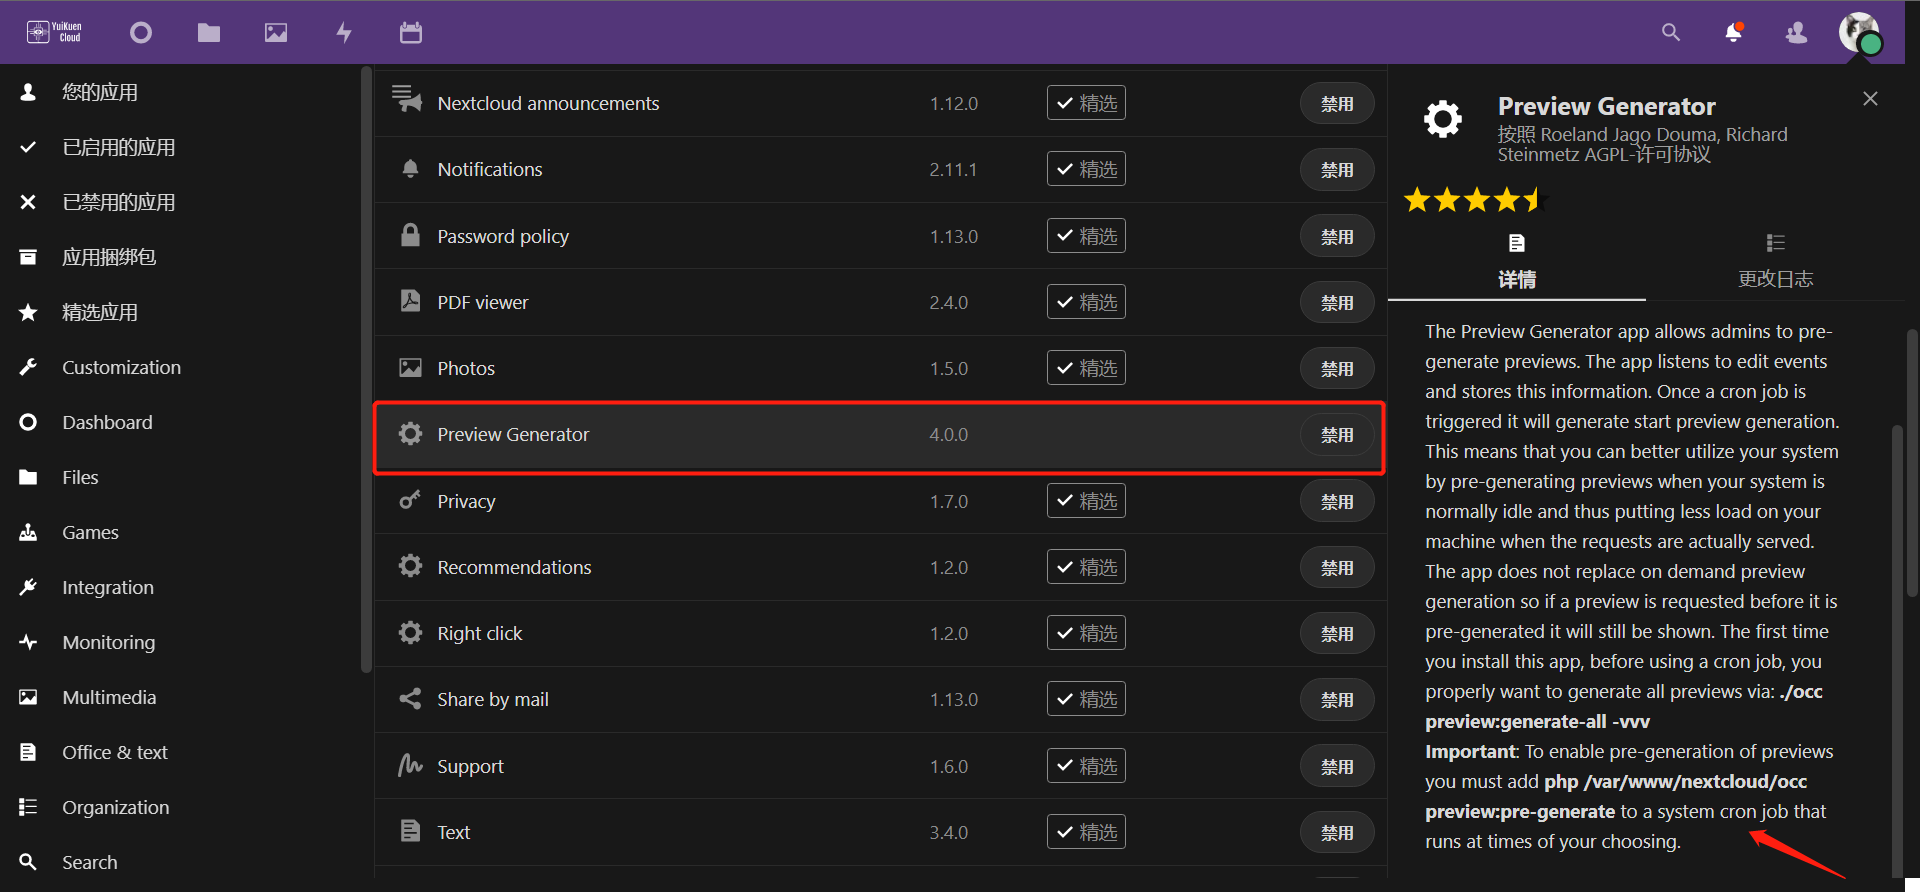 YuiKuen
Cloud
您的应用
已启用的应用
已禁用的应用
应用捆绑包
精选应用
Customization
Dashboard
Files
Games
Integration
Monitoring
Multimedia
Office & text
Organization
Search
Nextcloud announcements 1.12.0 精选 禁用
Notifications 2.11.1 精选 禁用
Password policy 1.13.0 精选 禁用
PDF viewer 2.4.0 精选 禁用
Photos 1.5.0 精选 禁用
Preview Generator 4.0.0 禁用
Privacy 1.7.0 精选 禁用
Recommendations 1.2.0 精选 禁用
Right click 1.2.0 精选 禁用
Share by mail 1.13.0 精选 禁用
Support 1.6.0 精选 禁用
Text 3.4.0 精选 禁用
Preview Generator
按照 Roeland Jago Douma, Richard
Steinmetz AGPL-许可协议
详情 更改日志
The Preview Generator app allows admins to pre-
generate previews. The app listens to edit events
and stores this information. Once a cron job is
triggered it will generate start preview generation.
This means that you can better utilize your system
by pre-generating previews when your system is
normally idle and thus putting less load on your
machine when the requests are actually served.
The app does not replace on demand preview
generation so if a preview is requested before it is
pre-generated it will still be shown. The first time
you install this app, before using a cron job, you
properly want to generate all previews via: ./occ
preview:generate-all -vvv
Important: To enable pre-generation of previews
you must add php /var/www/nextcloud/occ
preview:pre-generate to a system cron job that
runs at times of your choosing.